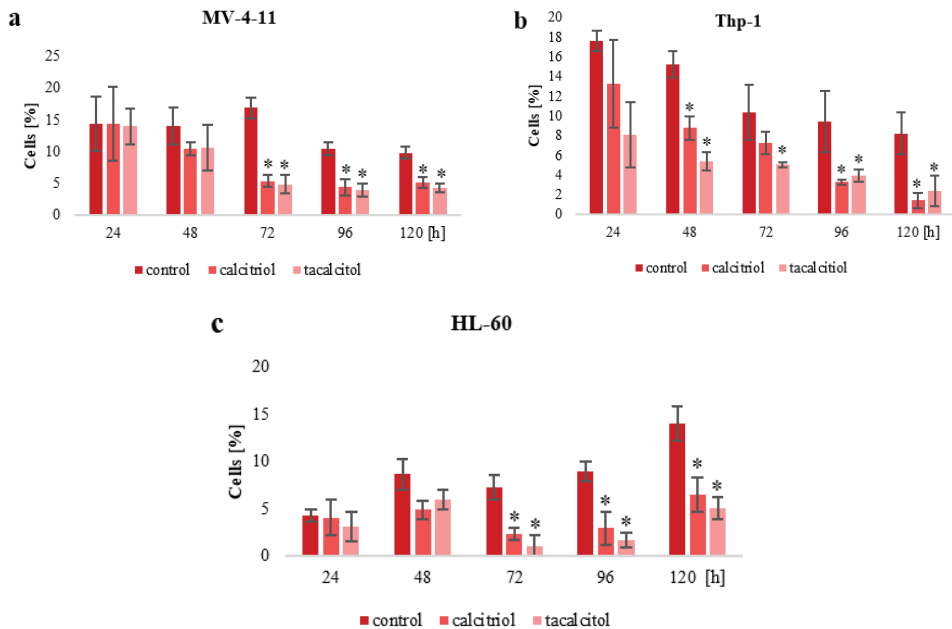 a
MV-4-11
25
20
15
10
5
0
Cells [%]
* * * * * *
24 48 72 96 120 [h]
control calcitriol tacalcitol
b
Thp-1
20
18
16
14
12
10
8
6
4
2
0
Cells [%]
* * * * * * *
24 48 72 96 120 [h]
control calcitriol tacalcitiol
c
HL-60
20
15
10
5
0
Cells [%]
* * * * * *
24 48 72 96 120 [h]
control calcitriol tacalcitol